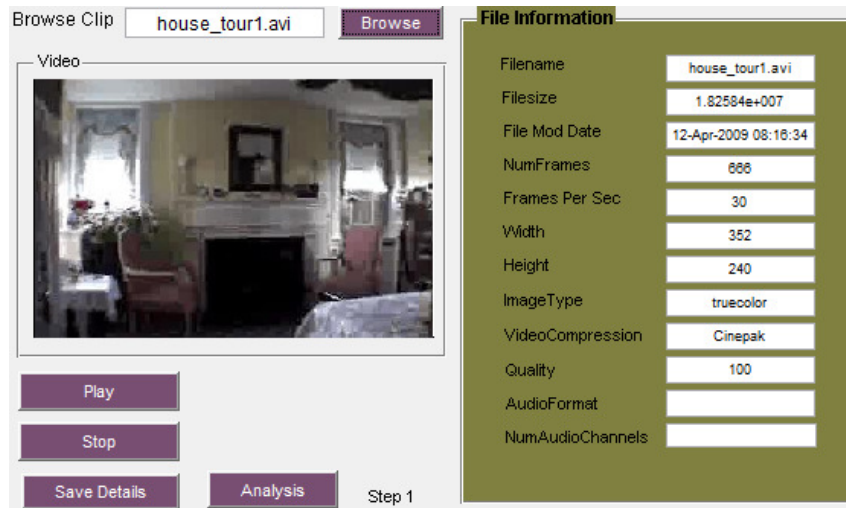 Browse Clip house_tour1.avi Browse
Video
Play
Stop
Save Details Analysis Step 1
File Information
Filename house_tour1.avi
Filesize 1.82584e+007
File Mod Date 12-Apr-2009 08:16:34
NumFrames 666
Frames Per Sec 30
Width 352
Height 240
ImageType truecolor
VideoCompression Cinepak
Quality 100
AudioFormat
NumAudioChannels